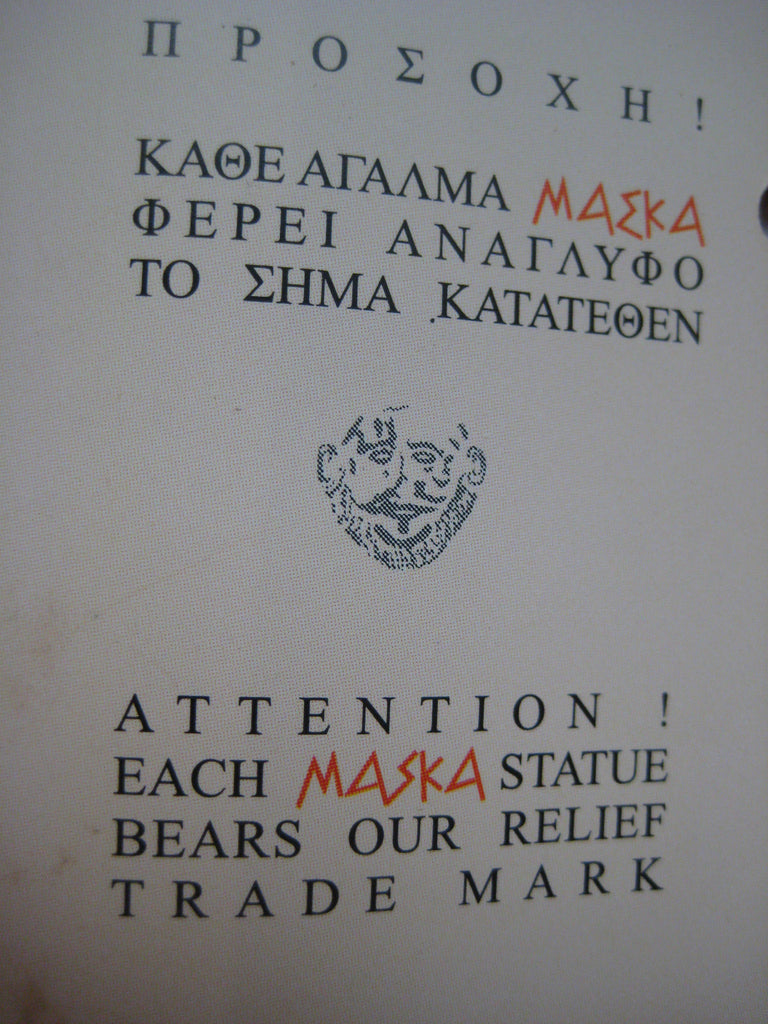 ΠΡΟΣΟΧΗ!
ΚΑΘΕ ΑΓΑΛΜΑ ΜΑΣΚΑ
ΦΕΡΕΙ ΑΝΑΓΛΥΦΟ
ΤΟ ΣΗΜΑ ΚΑΤΑΤΕΘΕΝ
ATTENTION !
EACH MASKA STATUE
BEARS OUR RELIEF
TRADE MARK